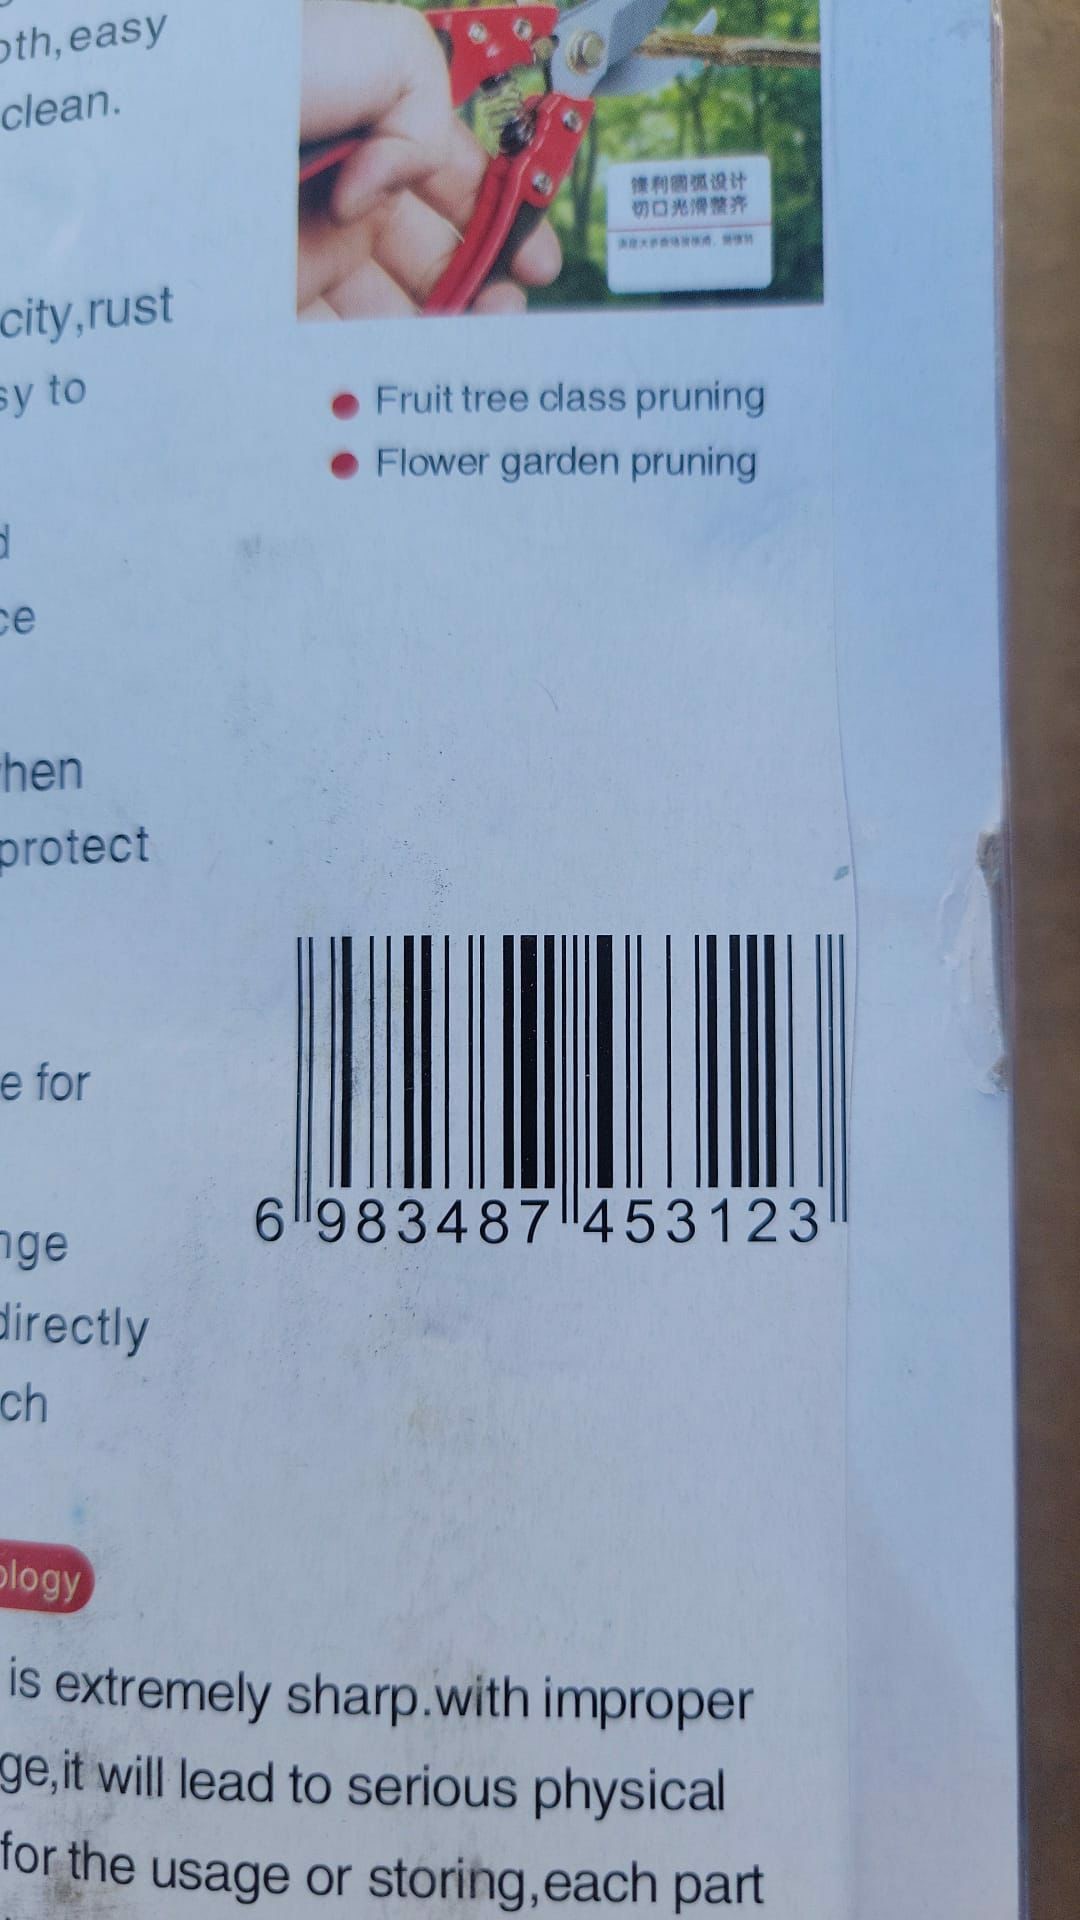 oth,easy
clean.
锋利圆弧设计
切口光滑整齐
city,rust
sy to
Fruit tree class pruning
Flower garden pruning
d
ce
hen
protect
e for
6 983487 453123
nge
directly
ch
ology
is extremely sharp.with improper
ge,it will lead to serious physical
for the usage or storing,each part